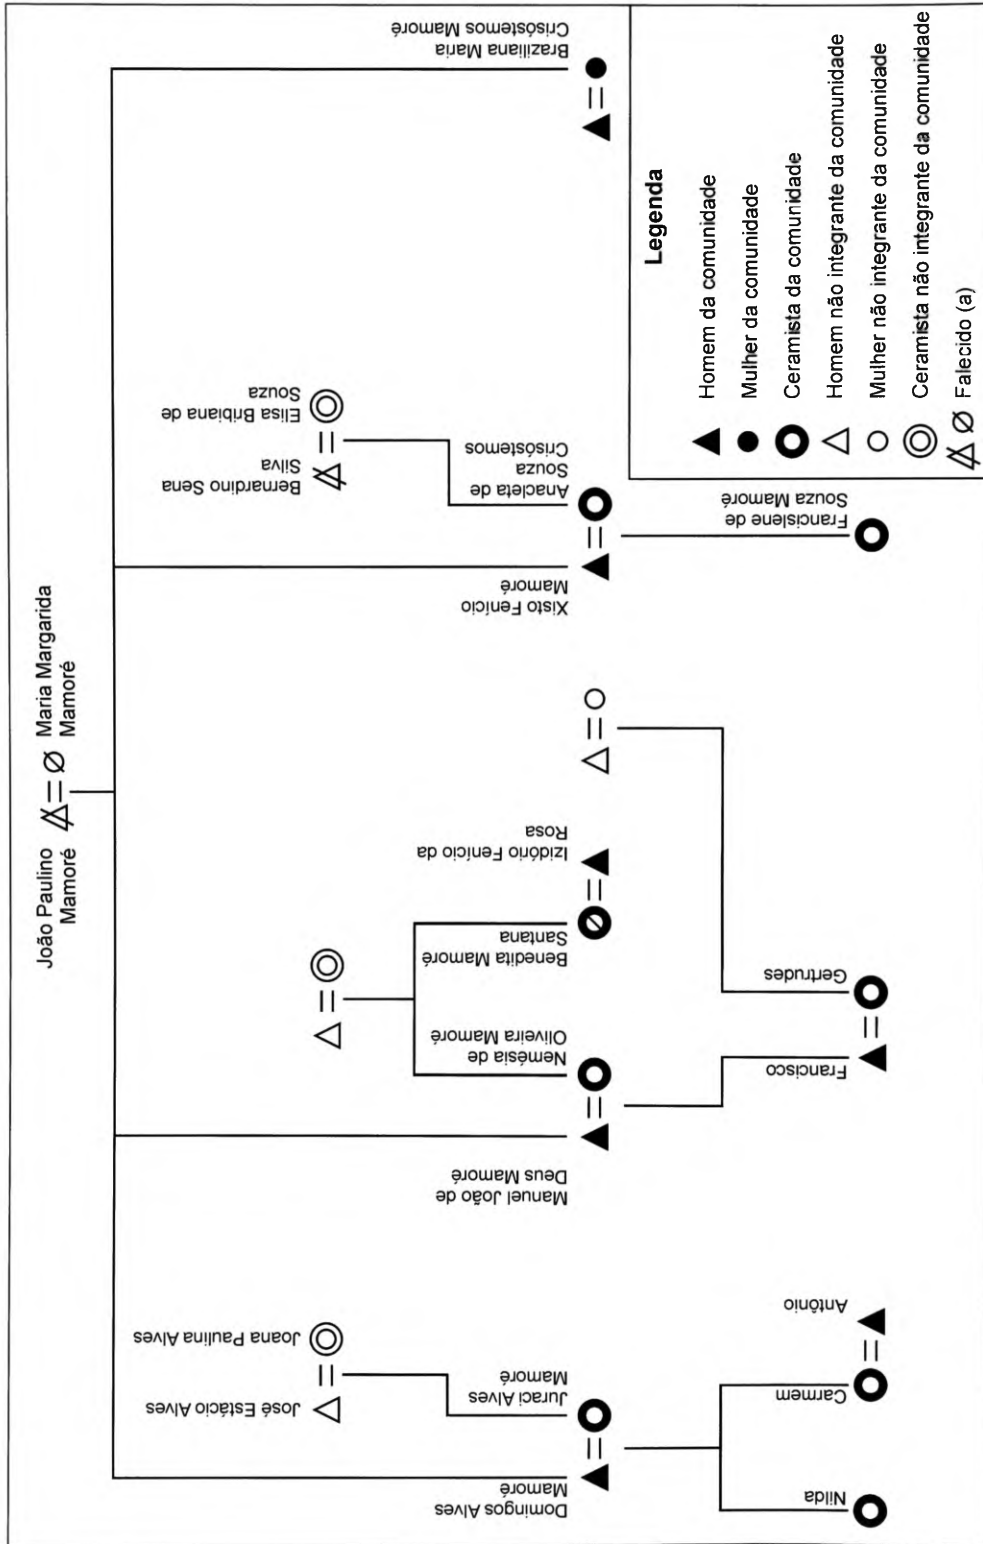 João Paulino
Mamoré
Maria Margarida
Mamoré
José Estácio Alves
Joana Paulina Alves
Bernardino Sena
Silva
Elisa Bribiana de
Souza
Domingos Alves
Mamoré
Juraci Alves
Mamoré
Manuel João de
Deus Mamoré
Nemésia de
Oliveira Mamoré
Benedita Mamoré
Santana
Izidório Fenício da
Rosa
Xisto Fenício
Mamoré
Anacleta de
Souza
Crisóstemos
Braziliana Maria
Crisóstemos Mamoré
Nilda
Carmem
Antônio
Francisco
Gertrudes
Francislene de
Souza Mamoré
Legenda
Homem da comunidade
Mulher da comunidade
Ceramista da comunidade
Homem não integrante da comunidade
Mulher não integrante da comunidade
Ceramista não integrante da comunidade
Falecido (a)